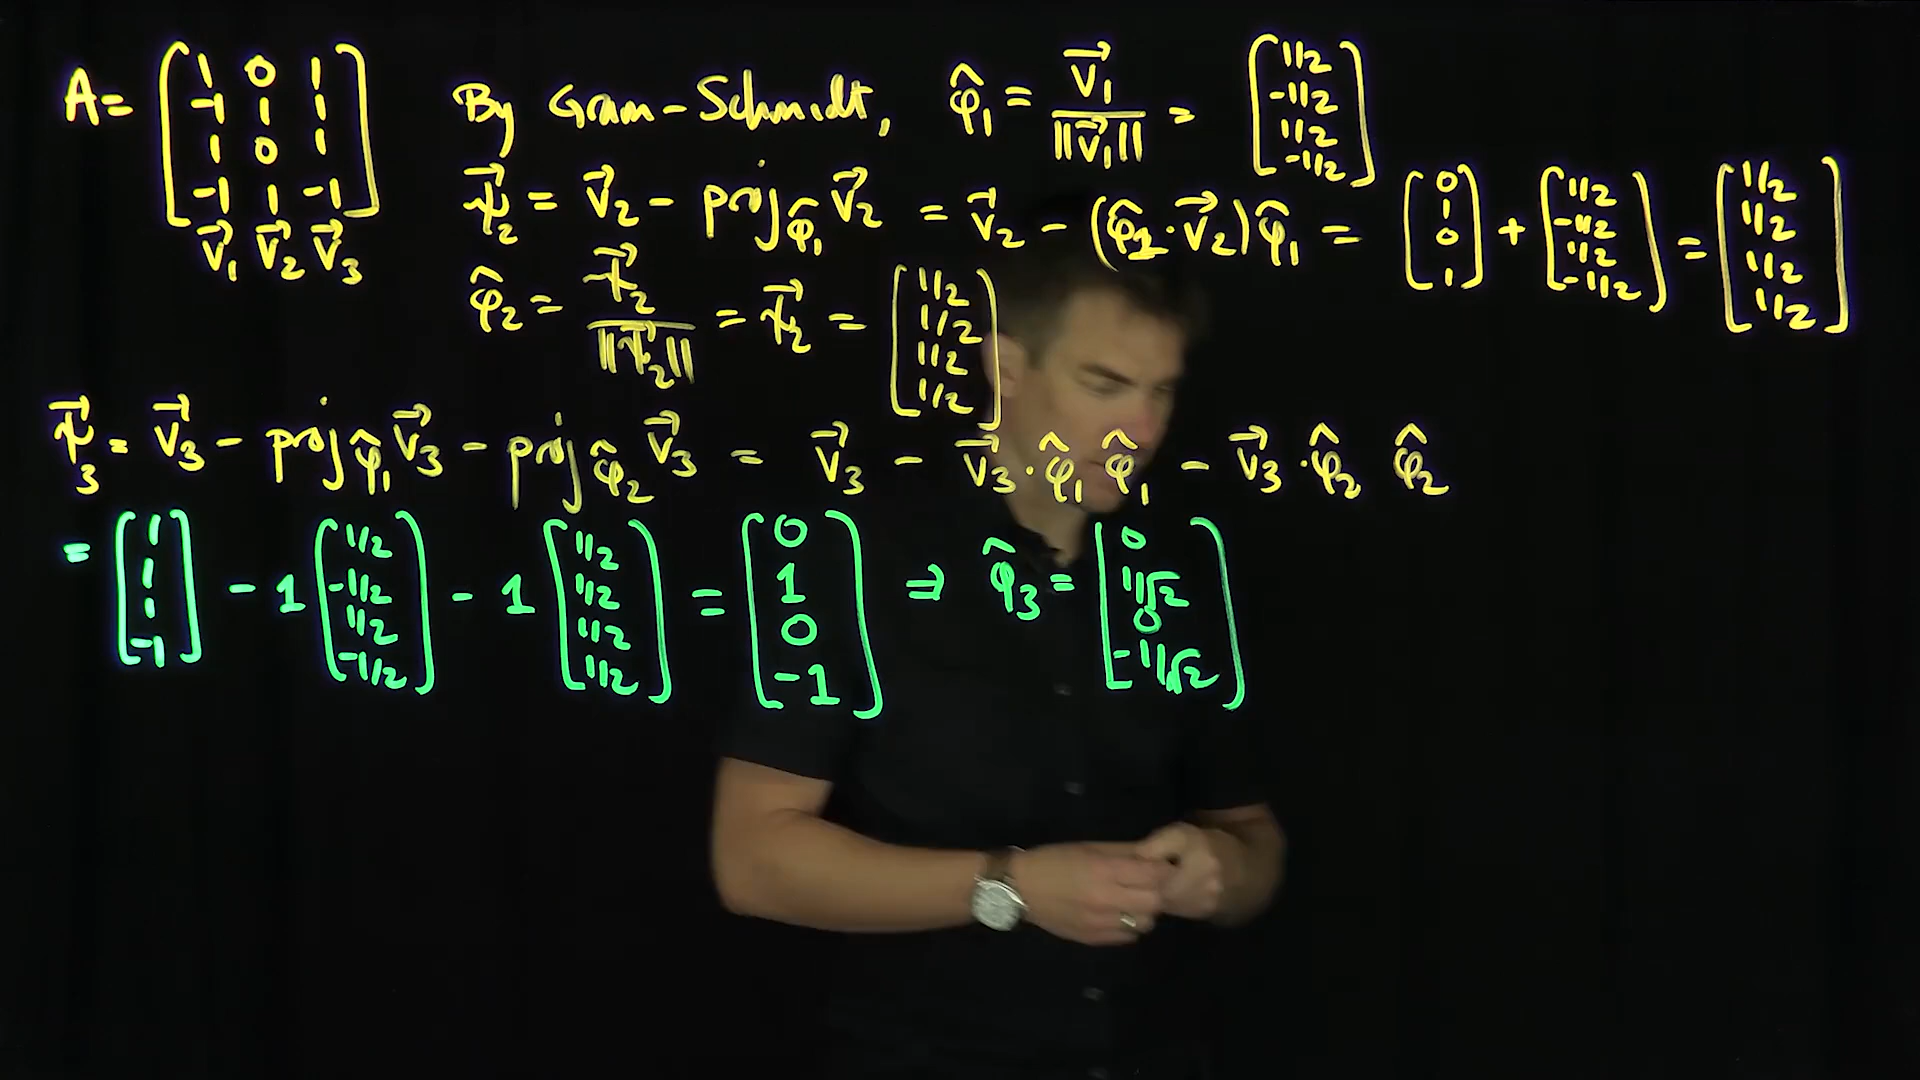 A = [1 0 1; -1 1 1; 1 0 1; -1 1 -1] By Gram-Schmidt, φ̂₁ = v⃗₁ / ||v⃗₁|| = [1/2; -1/2; 1/2; -1/2]
v⃗₁ v⃗₂ v⃗₃
ψ⃗₂ = v⃗₂ - proj_φ̂₁ v⃗₂ = v⃗₂ - (φ̂₁ · v⃗₂) φ̂₁ = [0; 1; 0; 1] + [1/2; -1/2; 1/2; -1/2] = [1/2; 1/2; 1/2; 1/2]
φ̂₂ = ψ⃗₂ / ||ψ⃗₂|| = ψ⃗₂ = [1/2; 1/2; 1/2; 1/2]
ψ⃗₃ = v⃗₃ - proj_φ̂₁ v⃗₃ - proj_φ̂₂ v⃗₃ = v⃗₃ - v⃗₃ · φ̂₁ φ̂₁ - v⃗₃ · φ̂₂ φ̂₂
= [1; 1; 1; -1] - 1 [1/2; -1/2; 1/2; -1/2] - 1 [1/2; 1/2; 1/2; 1/2] = [0; 1; 0; -1] ⇒ φ̂₃ = [0; 1/√2; 0; -1/√2]